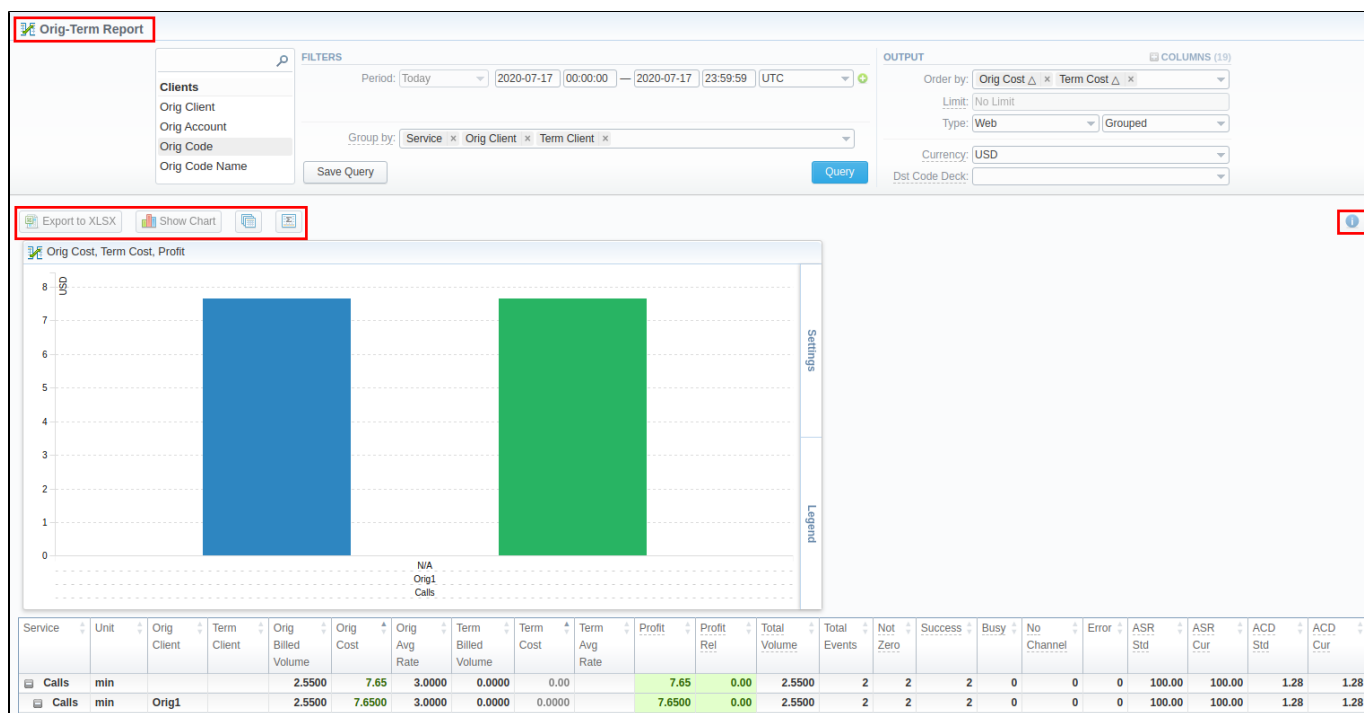 Orig-Term Report
Clients
Orig Client
Orig Account
Orig Code
Orig Code Name
FILTERS
Period: Today 2020-07-17 00:00:00 — 2020-07-17 23:59:59 UTC
Group by: Service × Orig Client × Term Client ×
Save Query Query
OUTPUT COLUMNS (19)
Order by: Orig Cost △ × Term Cost △ ×
Limit: No Limit
Type: Web Grouped
Currency: USD
Dst Code Deck:
Export to XLSX Show Chart
Orig Cost, Term Cost, Profit
USD
8
7
6
5
4
3
2
1
0
N/A
Orig1
Calls
Settings
Legend
Service Unit Orig Client Term Client Orig Billed Volume Orig Cost Orig Avg Rate Term Billed Volume Term Cost Term Avg Rate Profit Profit Rel Total Volume Total Events Not Zero Success Busy No Channel Error ASR Std ASR Cur ACD Std ACD Cur
Calls min 2.5500 7.65 3.0000 0.0000 0.00 7.65 0.00 2.5500 2 2 2 0 0 0 100.00 100.00 1.28 1.28
Calls min Orig1 2.5500 7.6500 3.0000 0.0000 0.0000 7.6500 0.00 2.5500 2 2 2 0 0 0 100.00 100.00 1.28 1.28